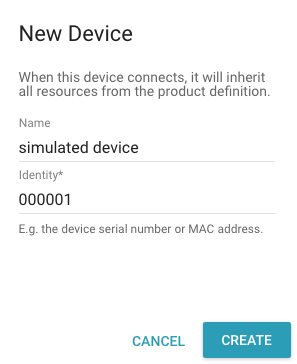 New Device
When this device connects, it will inherit
all resources from the product definition.
Name
simulated device
Identity*
000001
E.g. the device serial number or MAC address.
CANCEL
CREATE